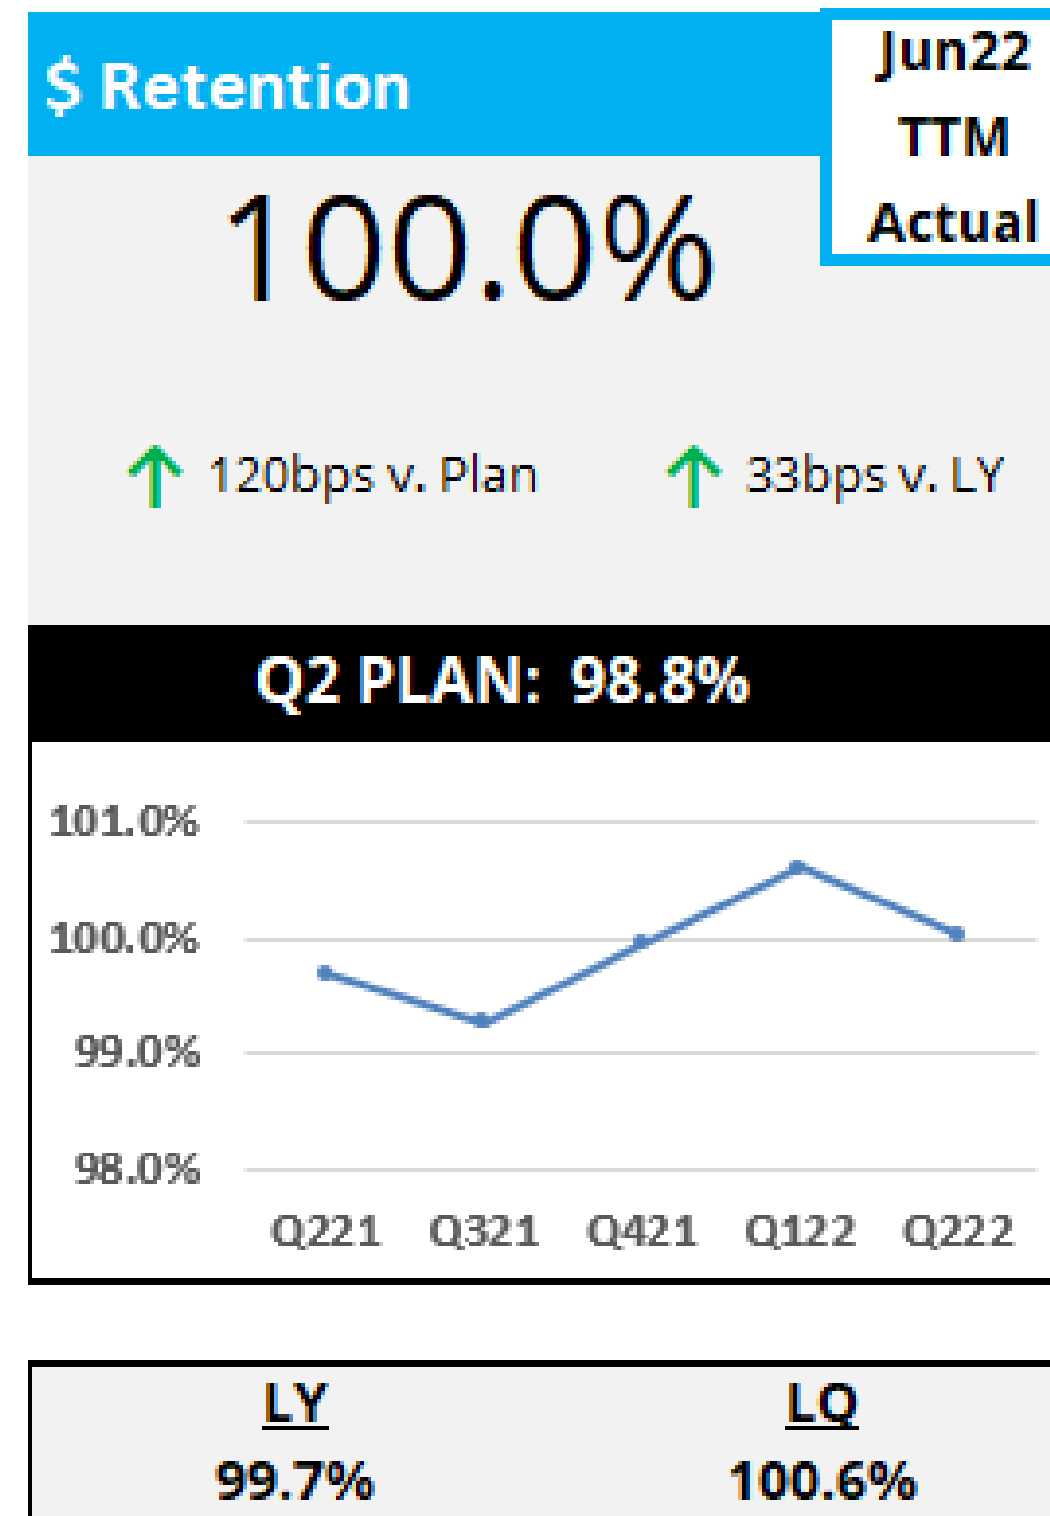 $ Retention
Jun22
TTM
Actual
100.0%
↑ 120bps v. Plan ↑ 33bps v. LY
Q2 PLAN: 98.8%
101.0%
100.0%
99.0%
98.0%
Q221 Q321 Q421 Q122 Q222
LY LQ
99.7% 100.6%